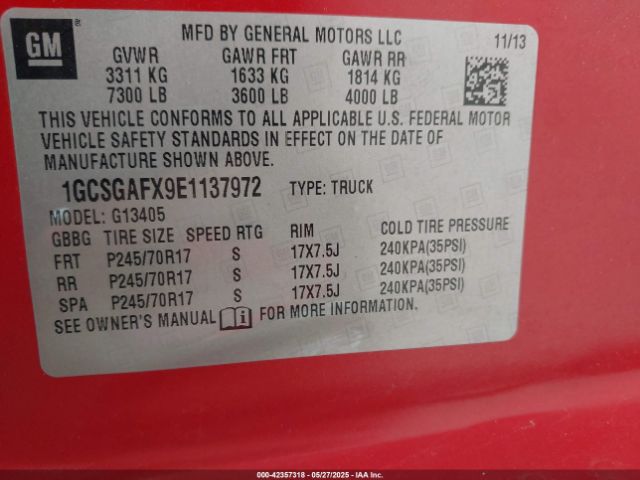 GM
MFD BY GENERAL MOTORS LLC
11/13
GVWR GAWR FRT GAWR RR
3311 KG 1633 KG 1814 KG
7300 LB 3600 LB 4000 LB
THIS VEHICLE CONFORMS TO ALL APPLICABLE U.S. FEDERAL MOTOR
VEHICLE SAFETY STANDARDS IN EFFECT ON THE DATE OF
MANUFACTURE SHOWN ABOVE.
1GCSGAFX9E1137972 TYPE: TRUCK
MODEL: G13405
GBBG TIRE SIZE SPEED RTG RIM COLD TIRE PRESSURE
FRT P245/70R17 S 17X7.5J 240KPA(35PSI)
RR P245/70R17 S 17X7.5J 240KPA(35PSI)
SPA P245/70R17 S 17X7.5J 240KPA(35PSI)
SEE OWNER'S MANUAL FOR MORE INFORMATION.
000-42357318 - 05/27/2025 - IAAI.COM